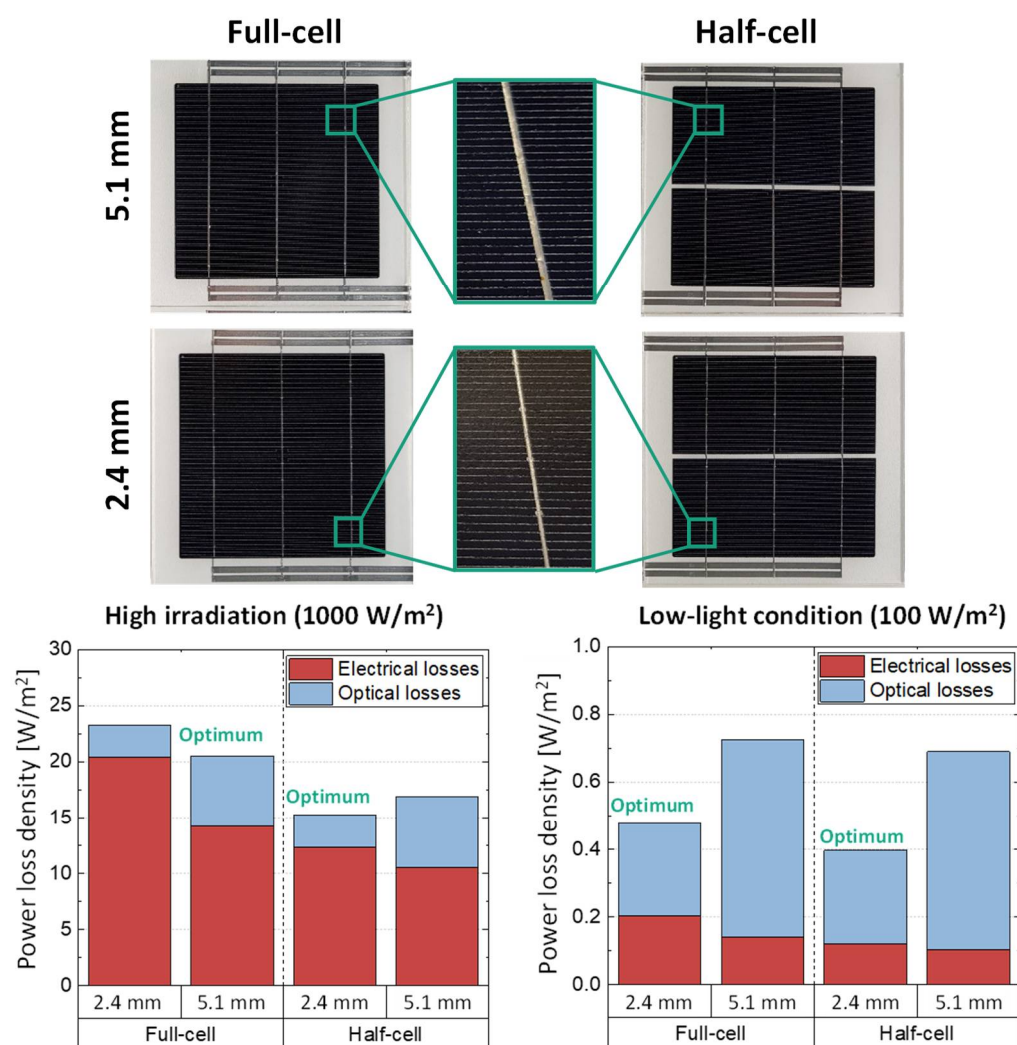 Full-cell
Half-cell
5.1 mm
2.4 mm
High irradiation (1000 W/m²)
Power loss density [W/m²]
30
25
20
15
10
5
0
Electrical losses
Optical losses
Optimum
Optimum
2.4 mm
5.1 mm
2.4 mm
5.1 mm
Full-cell
Half-cell
Low-light condition (100 W/m²)
Power loss density [W/m²]
1.0
0.8
0.6
0.4
0.2
0.0
Electrical losses
Optical losses
Optimum
Optimum
2.4 mm
5.1 mm
2.4 mm
5.1 mm
Full-cell
Half-cell